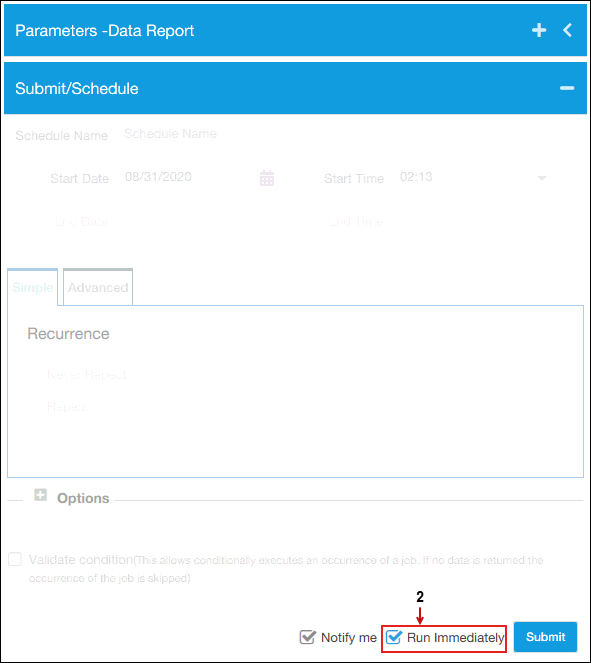 Parameters -Data Report
Submit/Schedule
Schedule Name Schedule Name
Start Date 08/31/2020 Start Time 02:13
End Date End Time
Simple Advanced
Recurrence
Never Repeat
Repeat
Options
Validate condition(This allows conditionally executes an occurrence of a job. If no data is returned the
occurrence of the job is skipped)
2
Notify me Run Immediately Submit